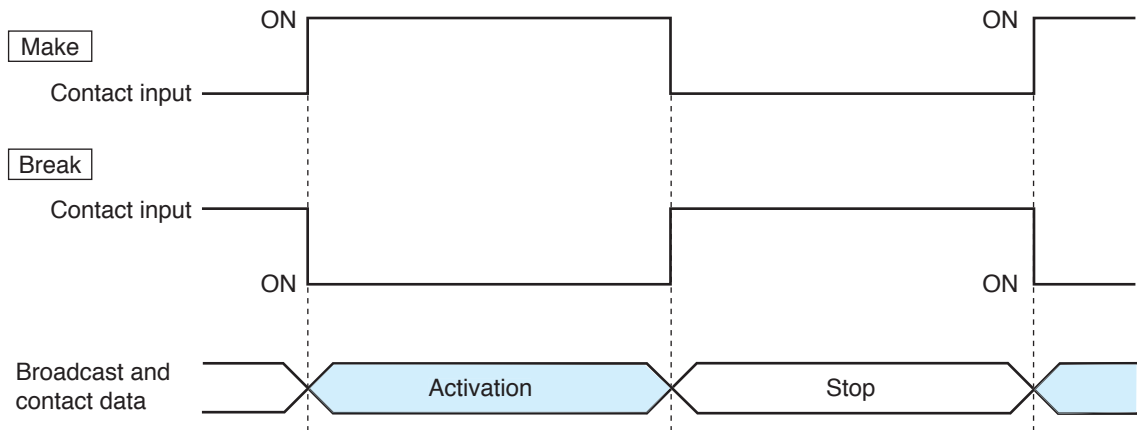 ON ON
Make
Contact input
Break
Contact input
ON ON
Broadcast and
contact data
Activation Stop